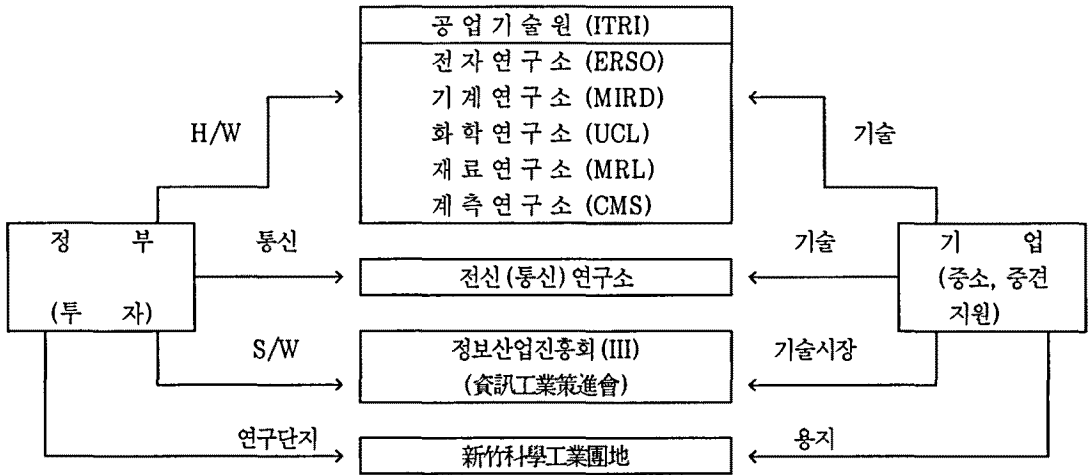 공업기술원 (ITRI)
전자연구소 (ERSO)
기계연구소 (MIRD)
화학연구소 (UCL)
재료연구소 (MRL)
계측연구소 (CMS)
H/W
기술
정 부
(투 자)
통신
기술
전신(통신)연구소
기 업
(중소, 중견
지원)
S/W
정보산업진흥회(III)
(資訊工業策進會)
기술시장
연구단지
新竹科學工業團地
용지